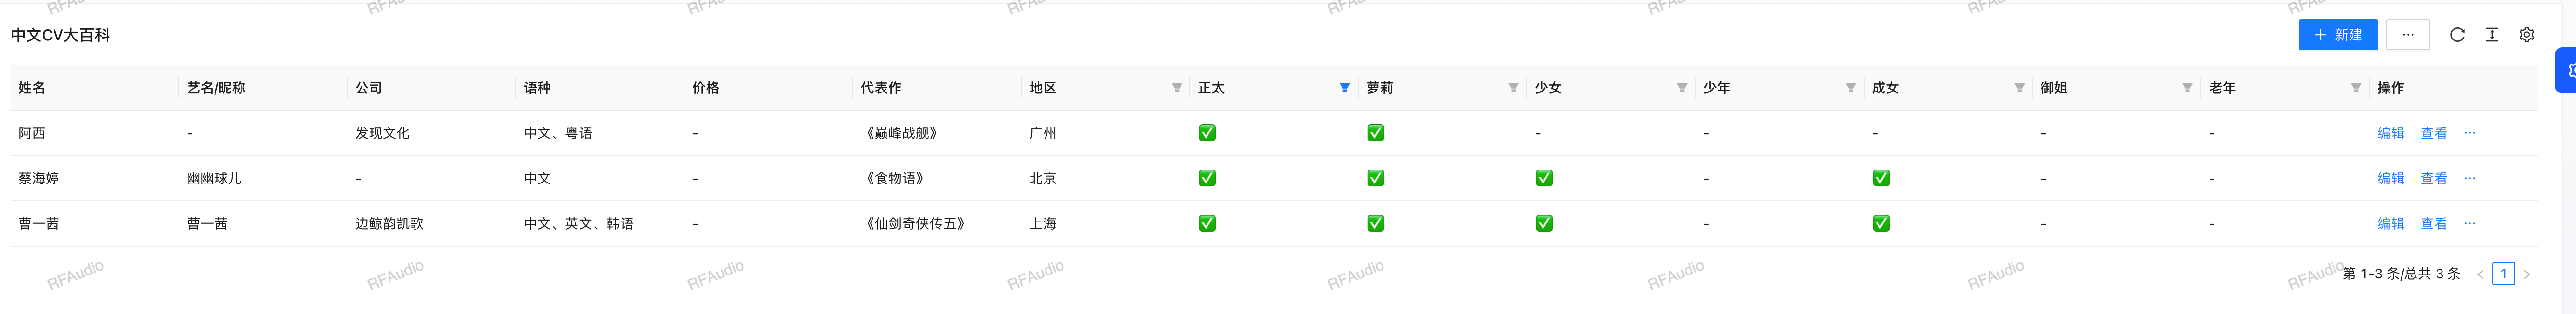 RFAudio RFAudio RFAudio RFAudio RFAudio RFAudio RFAudio RFAudio
中文CV大百科 + 新建 ···
姓名 艺名/昵称 公司 语种 价格 代表作 地区 正太 萝莉 少女 少年 成女 御姐 老年 操作
阿西 - 发现文化 中文、粤语 - 《巅峰战舰》 广州 ✅ ✅ - - - - - 编辑 查看 ···
蔡海婷 幽幽球儿 - 中文 - 《食物语》 北京 ✅ ✅ ✅ - ✅ - - 编辑 查看 ···
曹一茜 曹一茜 边鲸韵凯歌 中文、英文、韩语 - 《仙剑奇侠传五》 上海 ✅ ✅ ✅ - ✅ - - 编辑 查看 ···
RFAudio RFAudio RFAudio RFAudio RFAudio RFAudio RFAudio RFAudio
第 1-3 条/总共 3 条 < 1 >